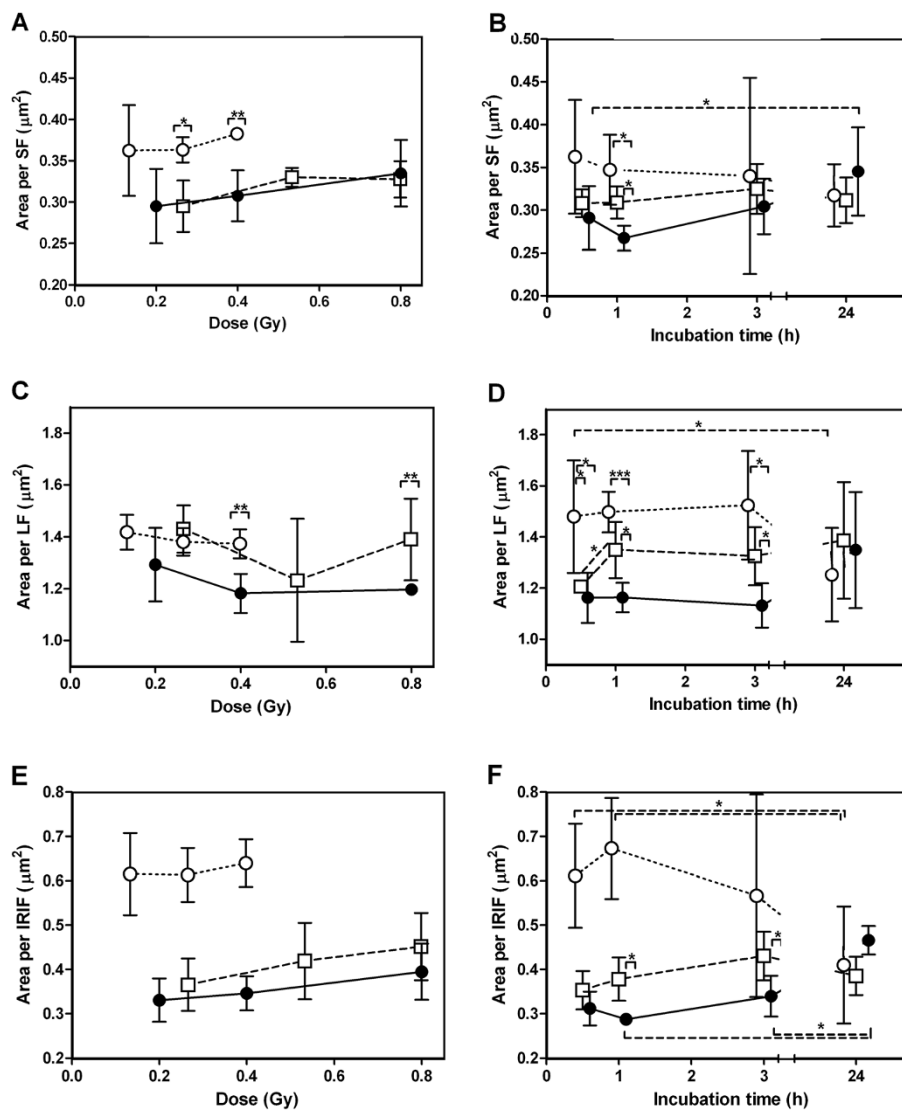 A
Area per SF (μm²)
0.50
0.45
0.40
0.35
0.30
0.25
0.20
* **
0.0 0.2 0.4 0.6 0.8
Dose (Gy)
B
Area per SF (μm²)
0.50
0.45
0.40
0.35
0.30
0.25
0.20
*
*
*
0 1 2 3 24
Incubation time (h)
C
Area per LF (μm²)
1.8
1.6
1.4
1.2
1.0
**
**
0.0 0.2 0.4 0.6 0.8
Dose (Gy)
D
Area per LF (μm²)
1.8
1.6
1.4
1.2
1.0
*
* *
* ***
* *
*
0 1 2 3 24
Incubation time (h)
E
Area per IRIF (μm²)
0.8
0.7
0.6
0.5
0.4
0.3
0.2
0.0 0.2 0.4 0.6 0.8
Dose (Gy)
F
Area per IRIF (μm²)
0.8
0.7
0.6
0.5
0.4
0.3
0.2
*
*
*
*
0 1 2 3 24
Incubation time (h)